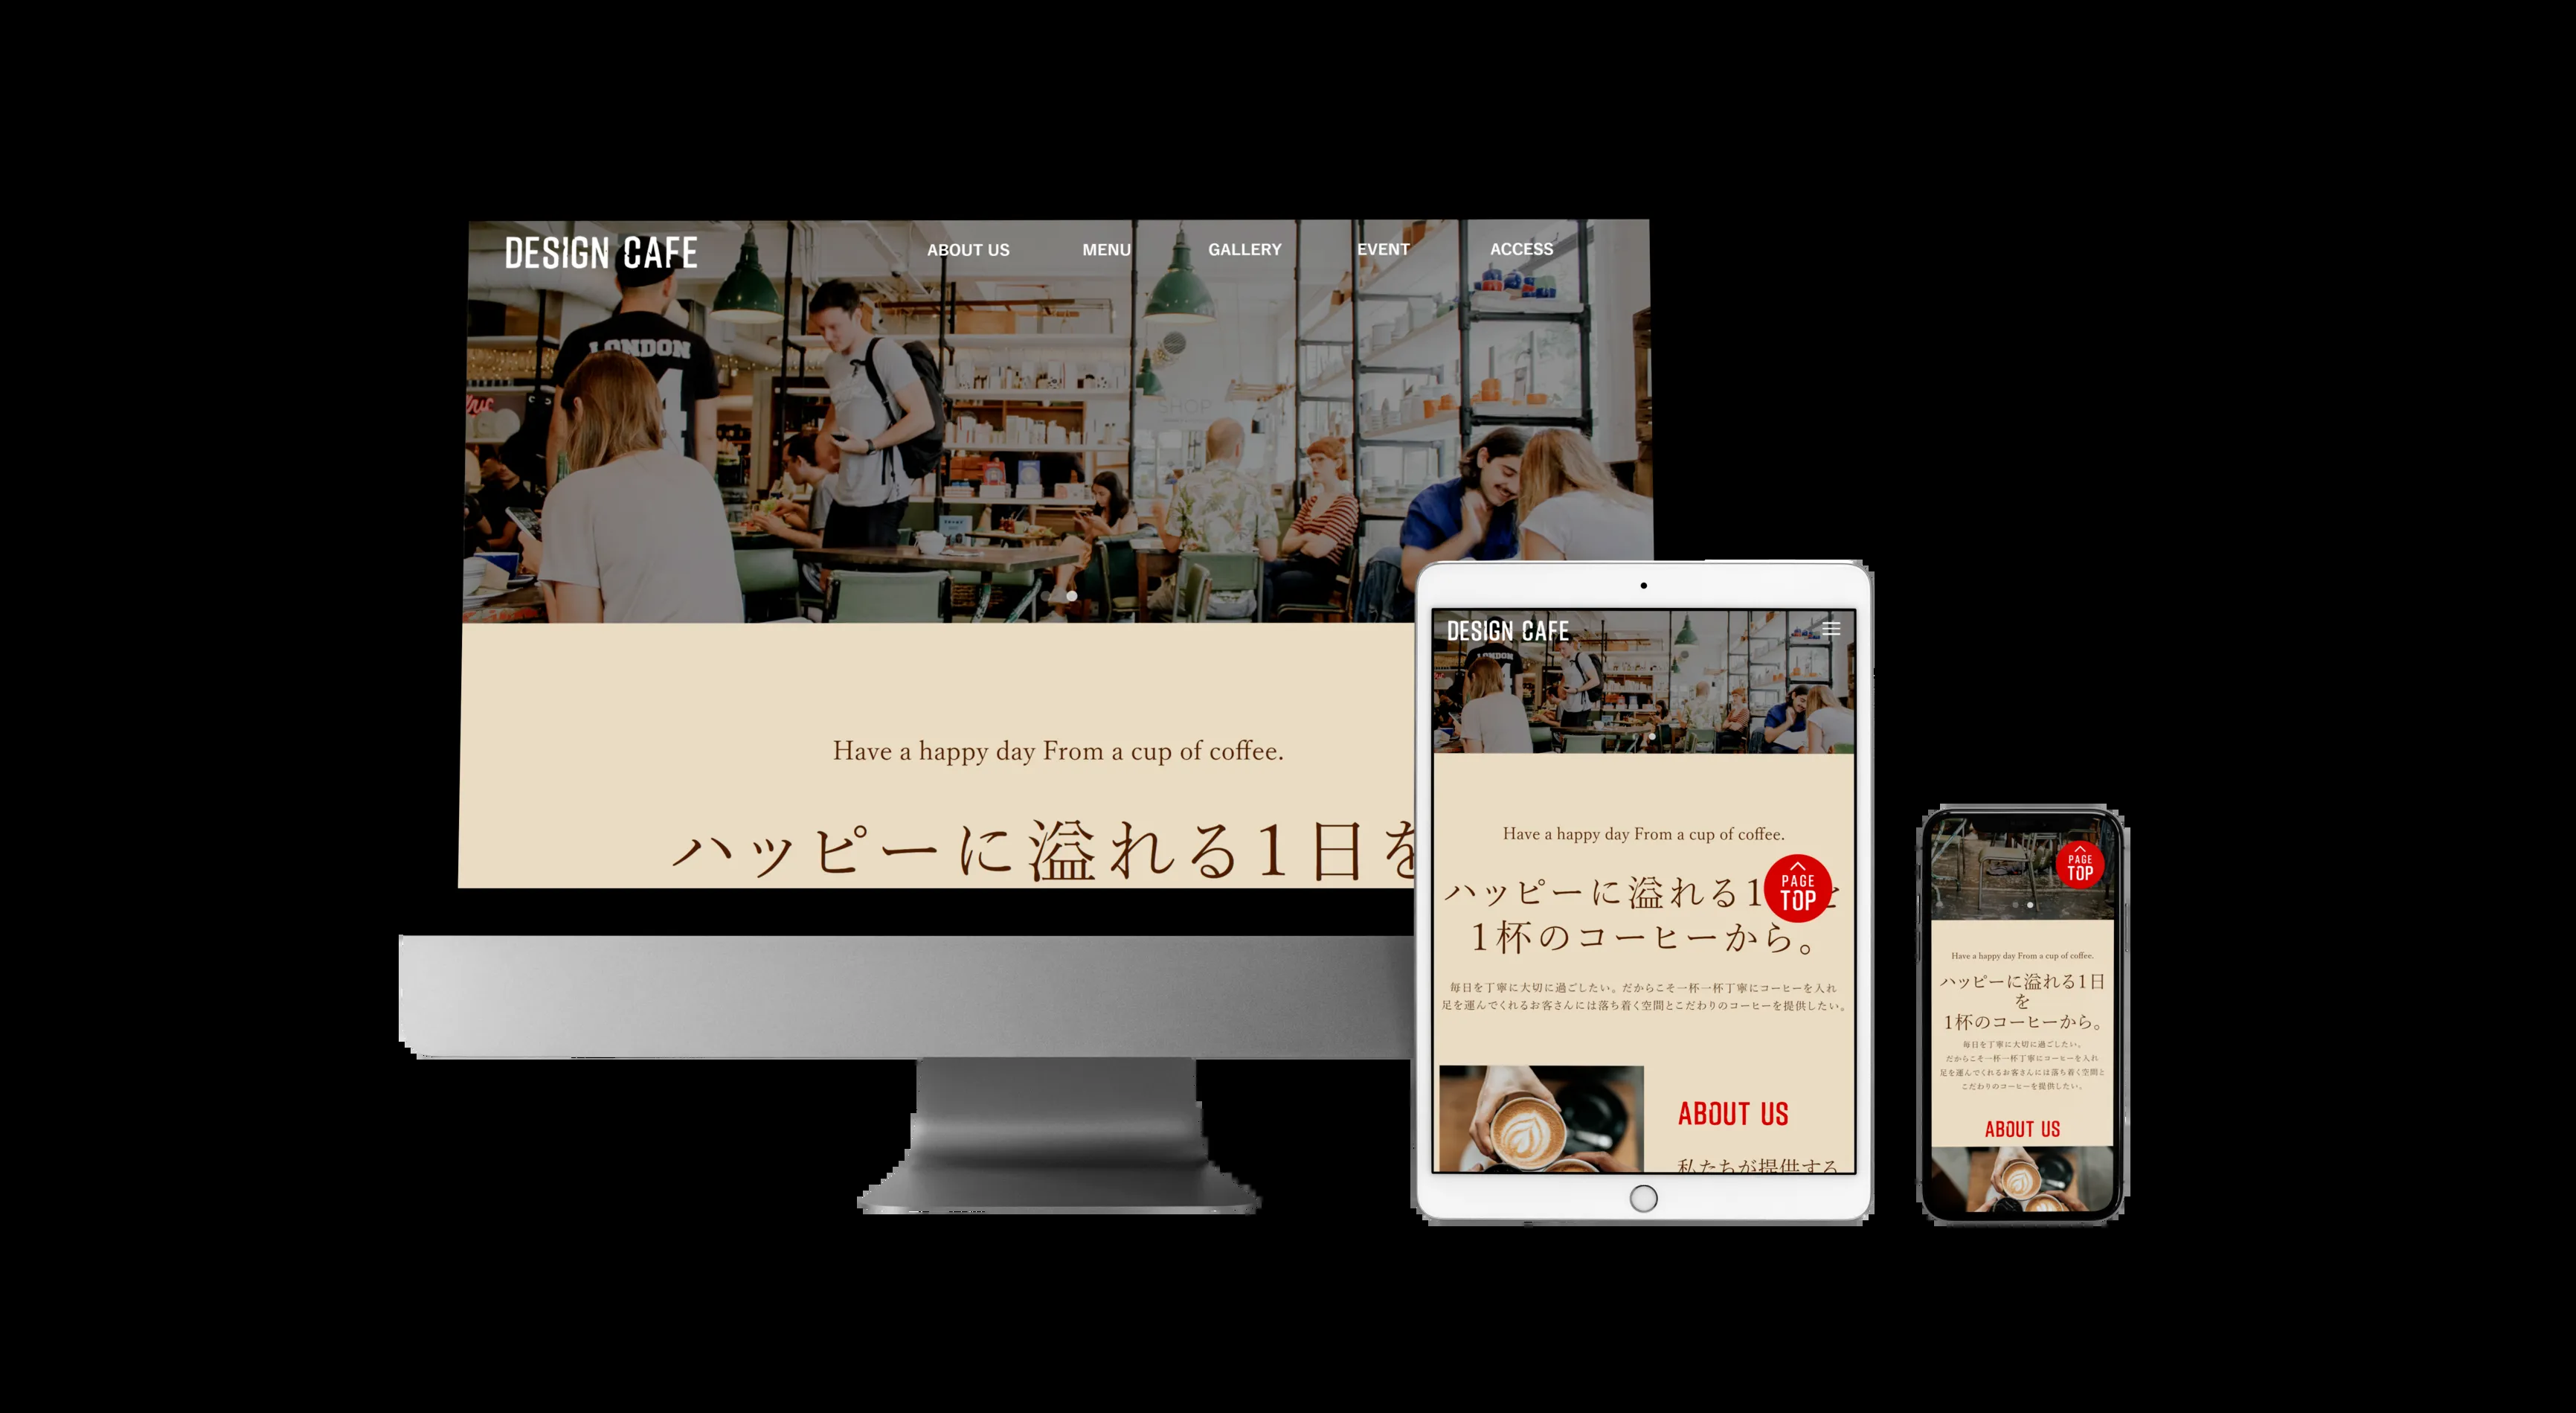 DESIGN CAFE
ABOUT US
MENU
GALLERY
EVENT
ACCESS
LONDON
SHOP
Have a happy day From a cup of coffee.
ハッピーに溢れる1日を
DESIGN CAFE
LONDON
Have a happy day From a cup of coffee.
ハッピーに溢れる1
PAGE
TOP
1杯のコーヒーから。
毎日を丁寧に大切に過ごしたい。だからこそ一杯一杯丁寧にコーヒーを入れ
足を運んでくれるお客さんには落ち着く空間とこだわりのコーヒーを提供したい。
ABOUT US
私たちが提供する
PAGE
TOP
Have a happy day From a cup of coffee.
ハッピーに溢れる1日
を
1杯のコーヒーから。
毎日を丁寧に大切に過ごしたい。
だからこそ一杯一杯丁寧にコーヒーを入れ
足を運んでくれるお客さんには落ち着く空間と
こだわりのコーヒーを提供したい。
ABOUT US